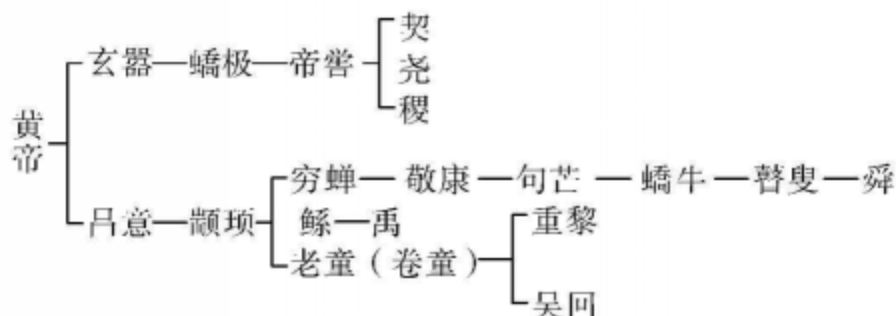 契
玄嚣 蟜极 帝喾 尧
稷
黄帝
穷蝉 敬康 句芒 蟜牛 瞽叟 舜
吕意 颛顼 鲧 禹 重黎
老童（卷童）
吴回